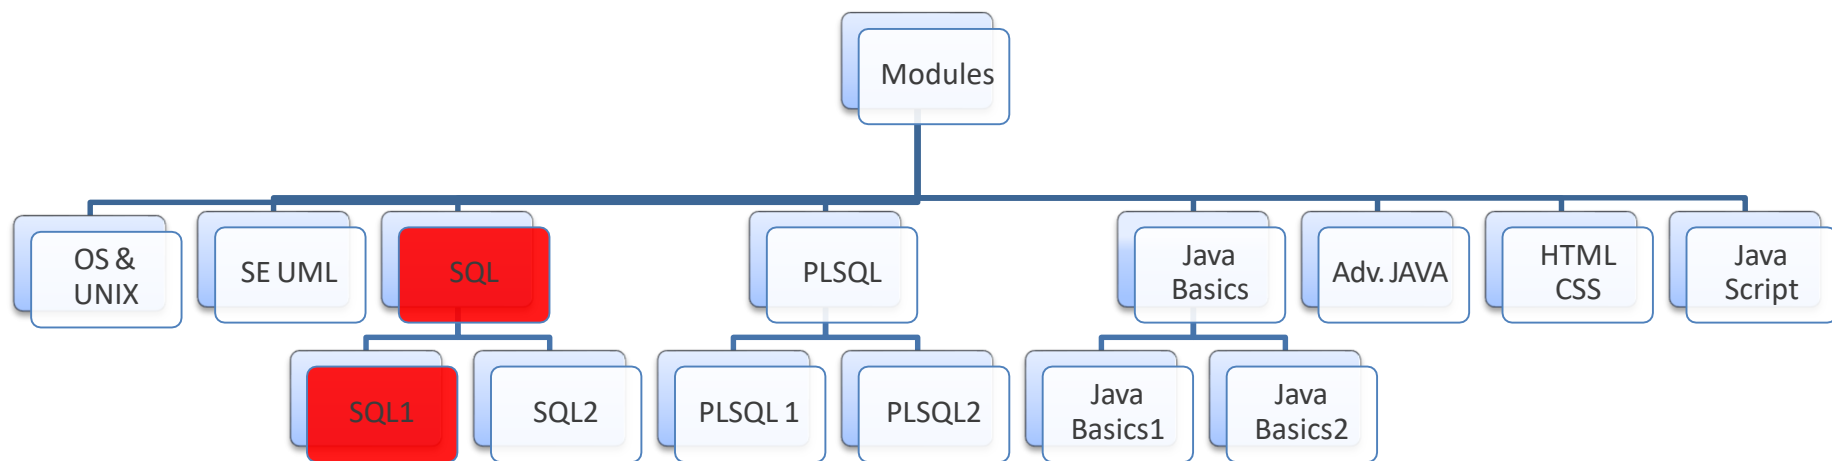 Modules
OS &
UNIX
SE UML
SQL
PLSQL
Java
Basics
Adv. JAVA
HTML
CSS
Java
Script
SQL1
SQL2
PLSQL 1
PLSQL2
Java
Basics1
Java
Basics2